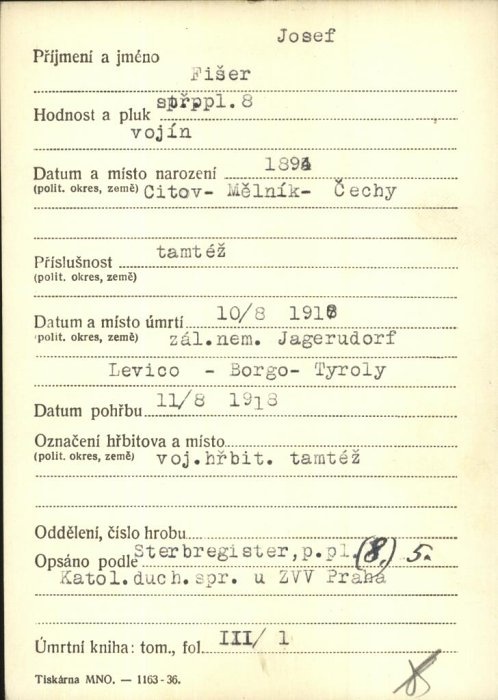 Josef
Příjmení a jméno
Fišer
Hodnost a pluk spř.pl.8
vojín
Datum a místo narození 1894
(polit. okres, země) Citov- Mělník- Čechy
Příslušnost tamtéž
(polit. okres, země)
Datum a místo úmrtí 10/8 1918
(polit. okres, země) zál.nem. Jagerudorf
Levico - Borgo- Tyroly
Datum pohřbu 11/8 1918
Označení hřbitova a místo
(polit. okres, země) voj.hřbit. tamtéž
Oddělení, číslo hrobu
Opsáno podle Sterbregister,p.pl.(8,) 5.
Katol.duch.spr. u ZVV Praha
Úmrtní kniha: tom., fol. III/ 1
Tiskárna MNO. — 1163-36.